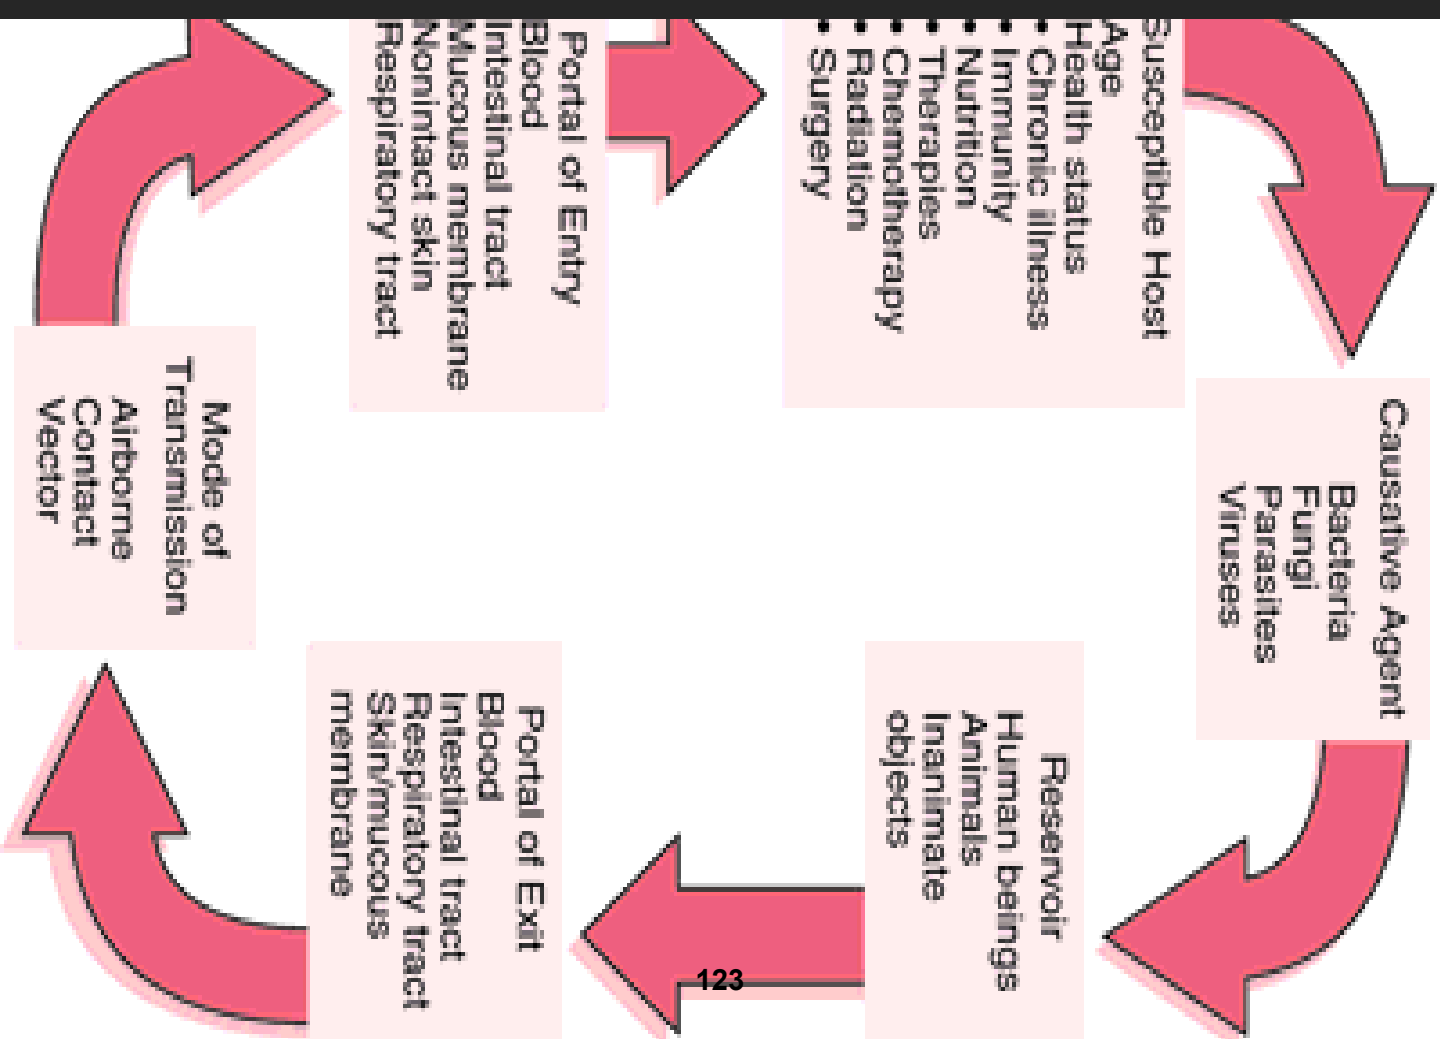 Susceptible Host
Age
Health status
• Chronic illness
• Immunity
• Nutrition
• Therapies
• Chemotherapy
• Radiation
• Surgery
Causative Agent
Bacteria
Fungi
Parasites
Viruses
Reservoir
Human beings
Animals
Inanimate
objects
Portal of Exit
Blood
Intestinal tract
Respiratory tract
Skin/mucous
membrane
Mode of
Transmission
Airborne
Contact
Vector
Portal of Entry
Blood
Intestinal tract
Mucous membrane
Nonintact skin
Respiratory tract
123